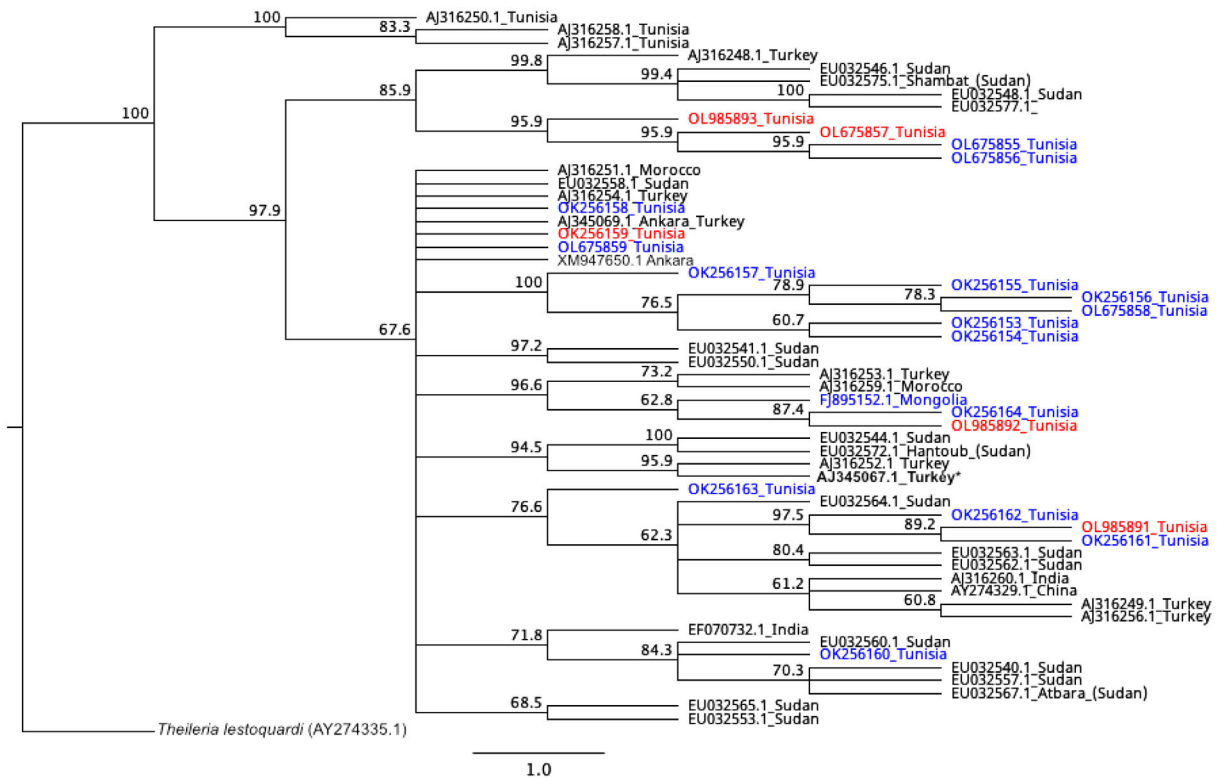 100
AJ316250.1_Tunisia
83.3
AJ316258.1_Tunisia
AJ316257.1_Tunisia
99.8
AJ316248.1_Turkey
99.4
EU032546.1_Sudan
EU032575.1_Shambat_(Sudan)
85.9
100
EU032548.1_Sudan
EU032577.1_
100
95.9
OL985893_Tunisia
95.9
OL675857_Tunisia
95.9
OL675855_Tunisia
OL675856_Tunisia
AJ316251.1_Morocco
EU032558.1_Sudan
AJ316254.1_Turkey
97.9
OK256158_Tunisia
AJ345069.1_Ankara_Turkey
OK256159_Tunisia
OL675859_Tunisia
XM947650.1 Ankara
100
OK256157_Tunisia
78.9
OK256155_Tunisia
76.5
78.3
OK256156_Tunisia
OL675858_Tunisia
67.6
60.7
OK256153_Tunisia
OK256154_Tunisia
97.2
EU032541.1_Sudan
EU032550.1_Sudan
73.2
AJ316253.1_Turkey
96.6
AJ316259.1_Morocco
62.8
FJ895152.1_Mongolia
87.4
OK256164_Tunisia
OL985892_Tunisia
94.5
100
EU032544.1_Sudan
EU032572.1_Hantoub_(Sudan)
95.9
AJ316252.1_Turkey
AJ345067.1_Turkey*
76.6
OK256163_Tunisia
EU032564.1_Sudan
97.5
OK256162_Tunisia
62.3
89.2
OL985891_Tunisia
OK256161_Tunisia
80.4
EU032563.1_Sudan
EU032562.1_Sudan
61.2
AJ316260.1_India
AY274329.1_China
60.8
AJ316249.1_Turkey
AJ316256.1_Turkey
71.8
EF070732.1_India
84.3
EU032560.1_Sudan
OK256160_Tunisia
70.3
EU032540.1_Sudan
EU032557.1_Sudan
EU032567.1_Atbara_(Sudan)
68.5
EU032565.1_Sudan
EU032553.1_Sudan
Theileria lestoquardi (AY274335.1)
1.0